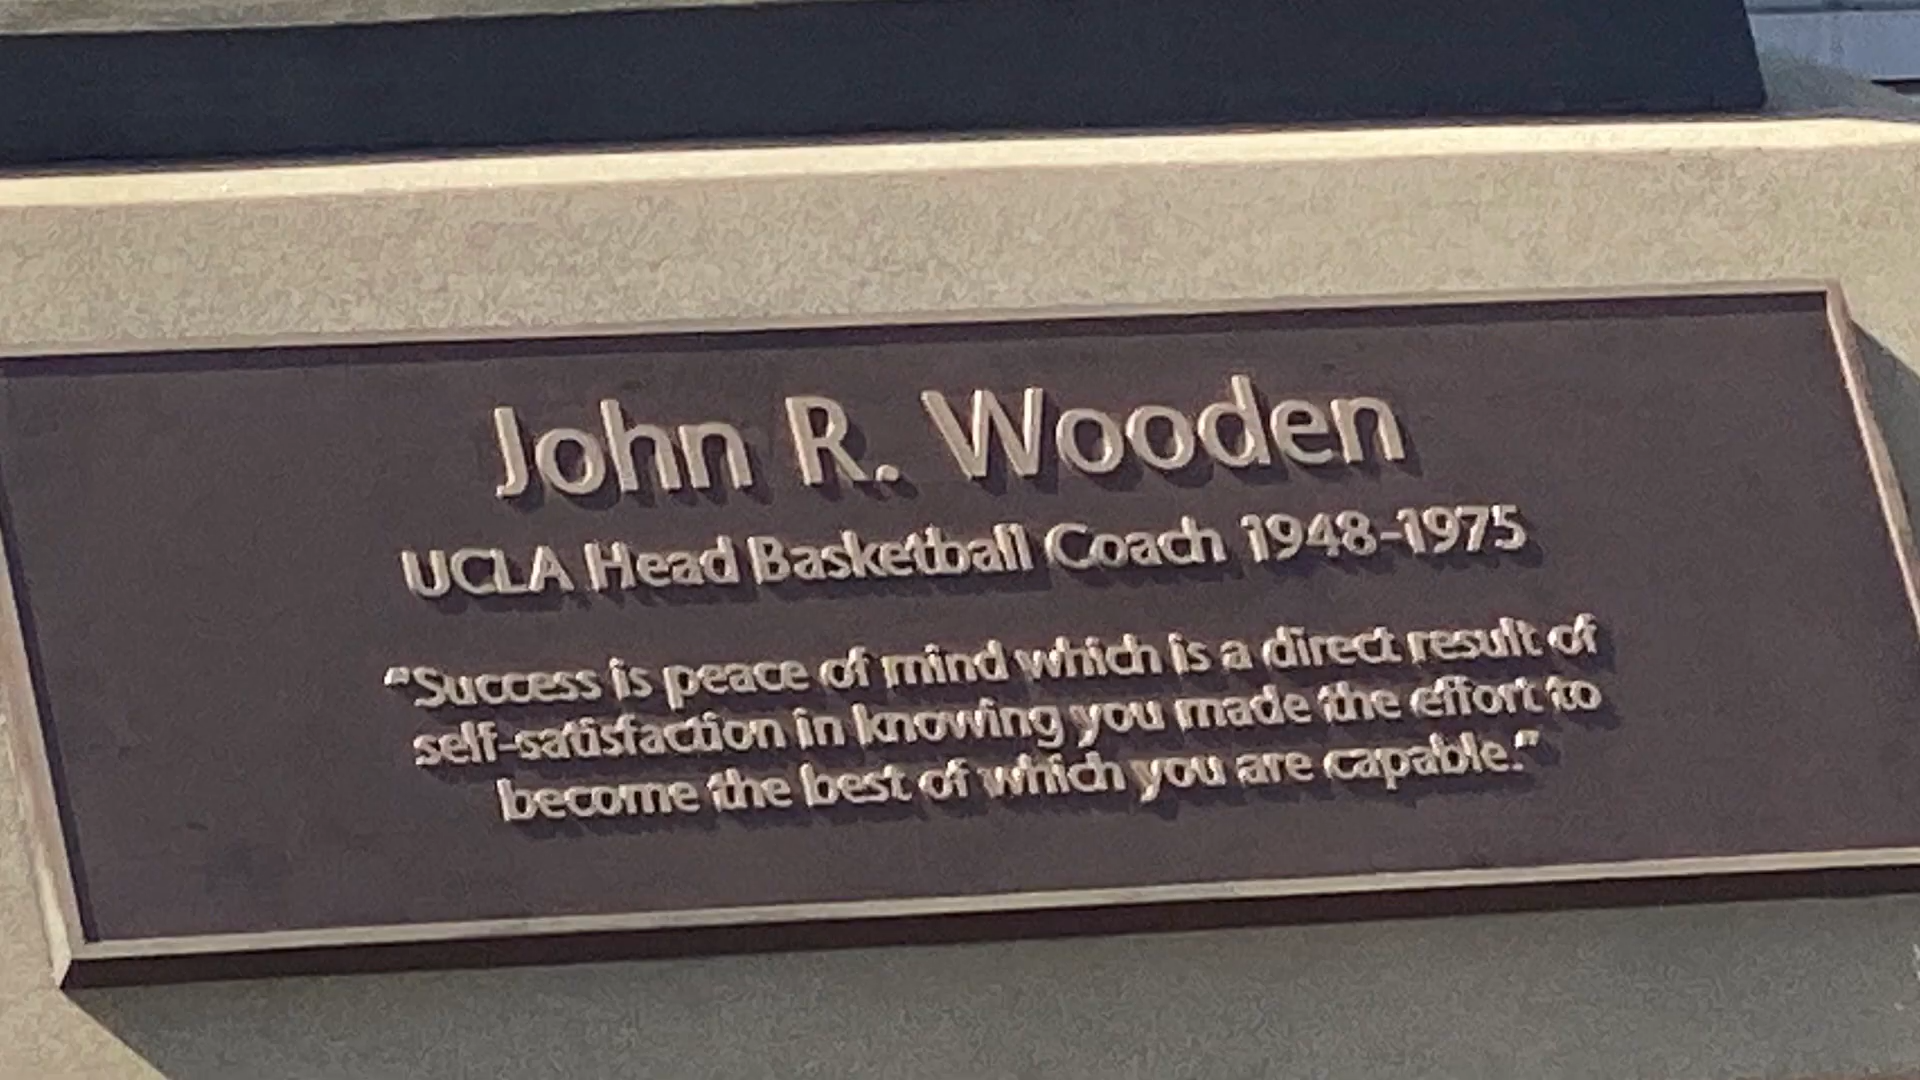 John R. Wooden
UCLA Head Basketball Coach 1948-1975
“Success is peace of mind which is a direct result of
self-satisfaction in knowing you made the effort to
become the best of which you are capable.”